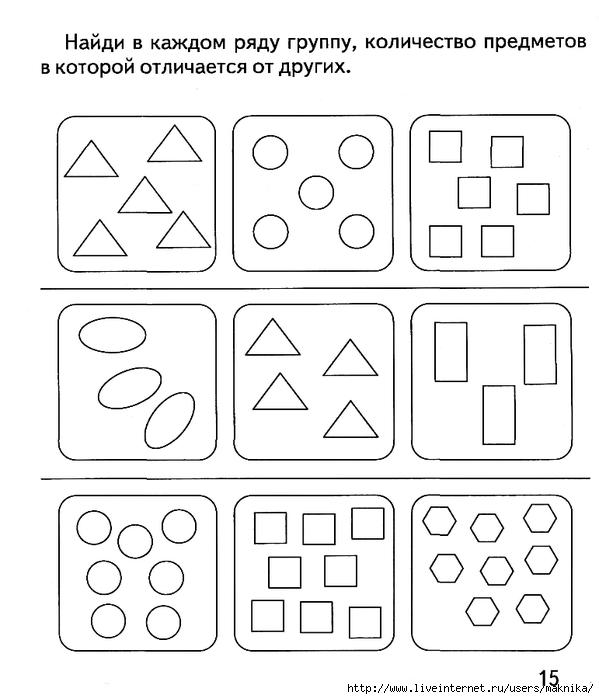 Найди в каждом ряду группу, количество предметов
в которой отличается от других.
15
http://www.liveinternet.ru/users/maknika/